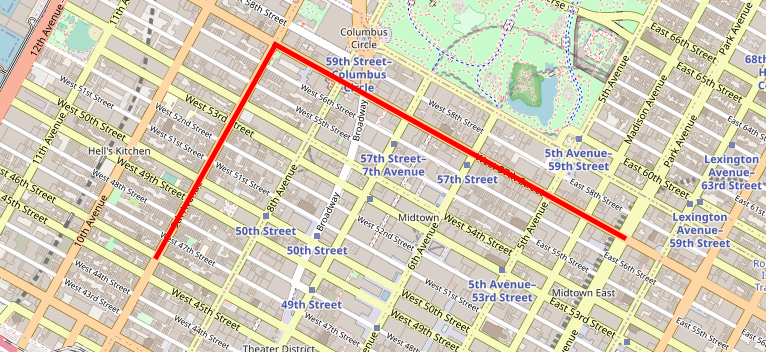 12th Avenue
11th Av
West 58th Street
Columbus
Circle
59th Street–
Columbus
Circle
West 56th Street
West 55th Street
Broadway
West 58th Street
East 66th Street
Park Avenue
5th Avenue
Madison Avenue
East 65th Street
68th
H
C
East 64th
Park Avenue
West 51st Street
West 50th Street
West 53rd Street
West 52nd Street
West 51st Street
11th Avenue
Hell's Kitchen
West 49th Street
West 48th Street
West 51st Street
8th Avenue
57th Street–
7th Avenue
57th Street
5th Avenue–
59th Street
East 60th Street
East 58th Street
Lexington
Avenue–
63rd Street
East 61st
Lexington
Avenue–
59th Street
West 46th Street
West 45th Street
10th Avenue
West 47th Street
50th Street
Broadway
50th Street
Midtown
West 52nd Street
6th Avenue
West 54th Street
5th Avenue
East 55th Street
East 56th Street
West 44th Street
West 43rd Street
West 45th Street
West 44th Street
49th Street
West 47th Street
West 51st Street
West 50th Street
West 49th Street
5th Avenue–
53rd Street
Midtown East
East 53rd Street
Theater District